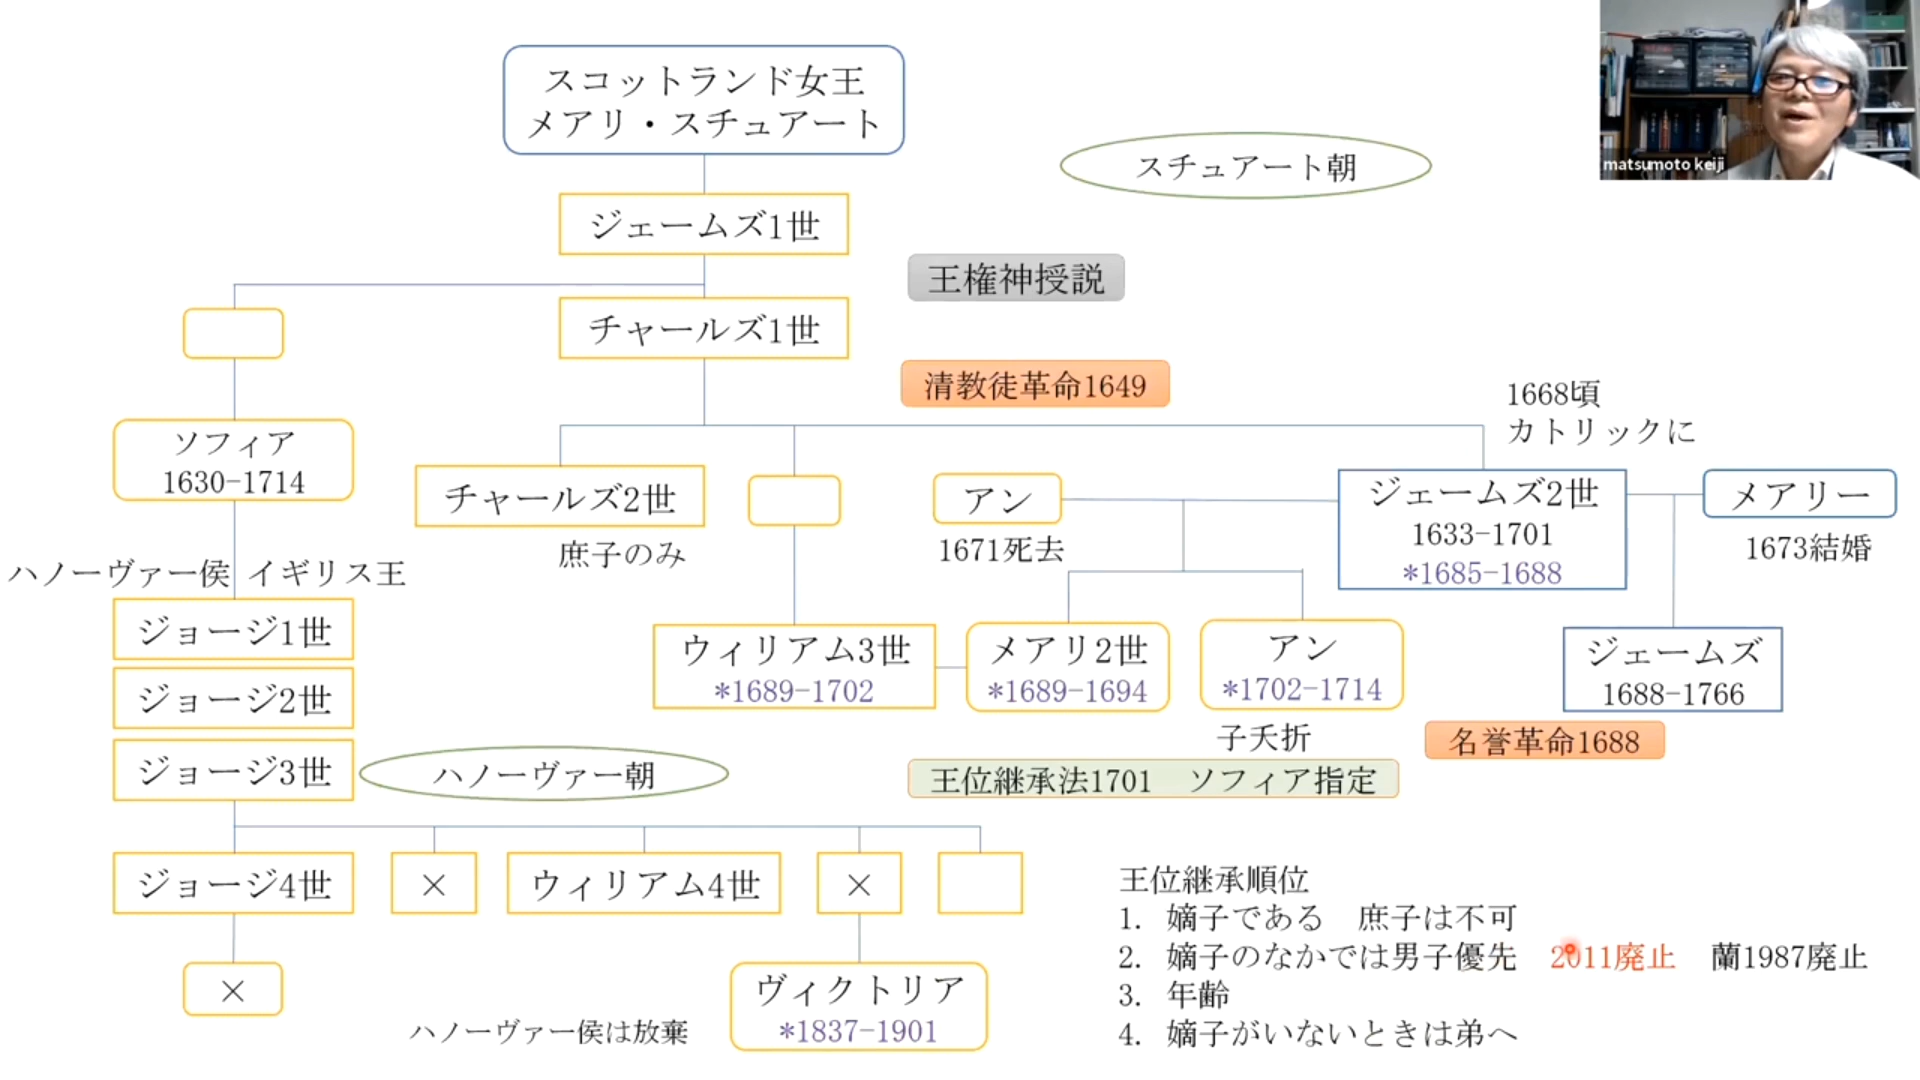 スコットランド女王
メアリ・スチュアート
matsumoto keiji
スチュアート朝
ジェームズ1世
王権神授説
チャールズ1世
清教徒革命1649
1668頃
カトリックに
ソフィア
1630-1714
チャールズ2世
庶子のみ
アン
1671死去
ジェームズ2世
1633-1701
*1685-1688
メアリー
1673結婚
ハノーヴァー侯 イギリス王
ジョージ1世
ウィリアム3世
*1689-1702
メアリ2世
*1689-1694
アン
*1702-1714
子夭折
ジェームズ
1688-1766
ジョージ2世
名誉革命1688
ジョージ3世
ハノーヴァー朝
王位継承法1701 ソフィア指定
ジョージ4世
×
ウィリアム4世
×
×
ヴィクトリア
*1837-1901
ハノーヴァー侯は放棄
王位継承順位
1. 嫡子である 庶子は不可
2. 嫡子のなかでは男子優先 2011廃止 蘭1987廃止
3. 年齢
4. 嫡子がいないときは弟へ